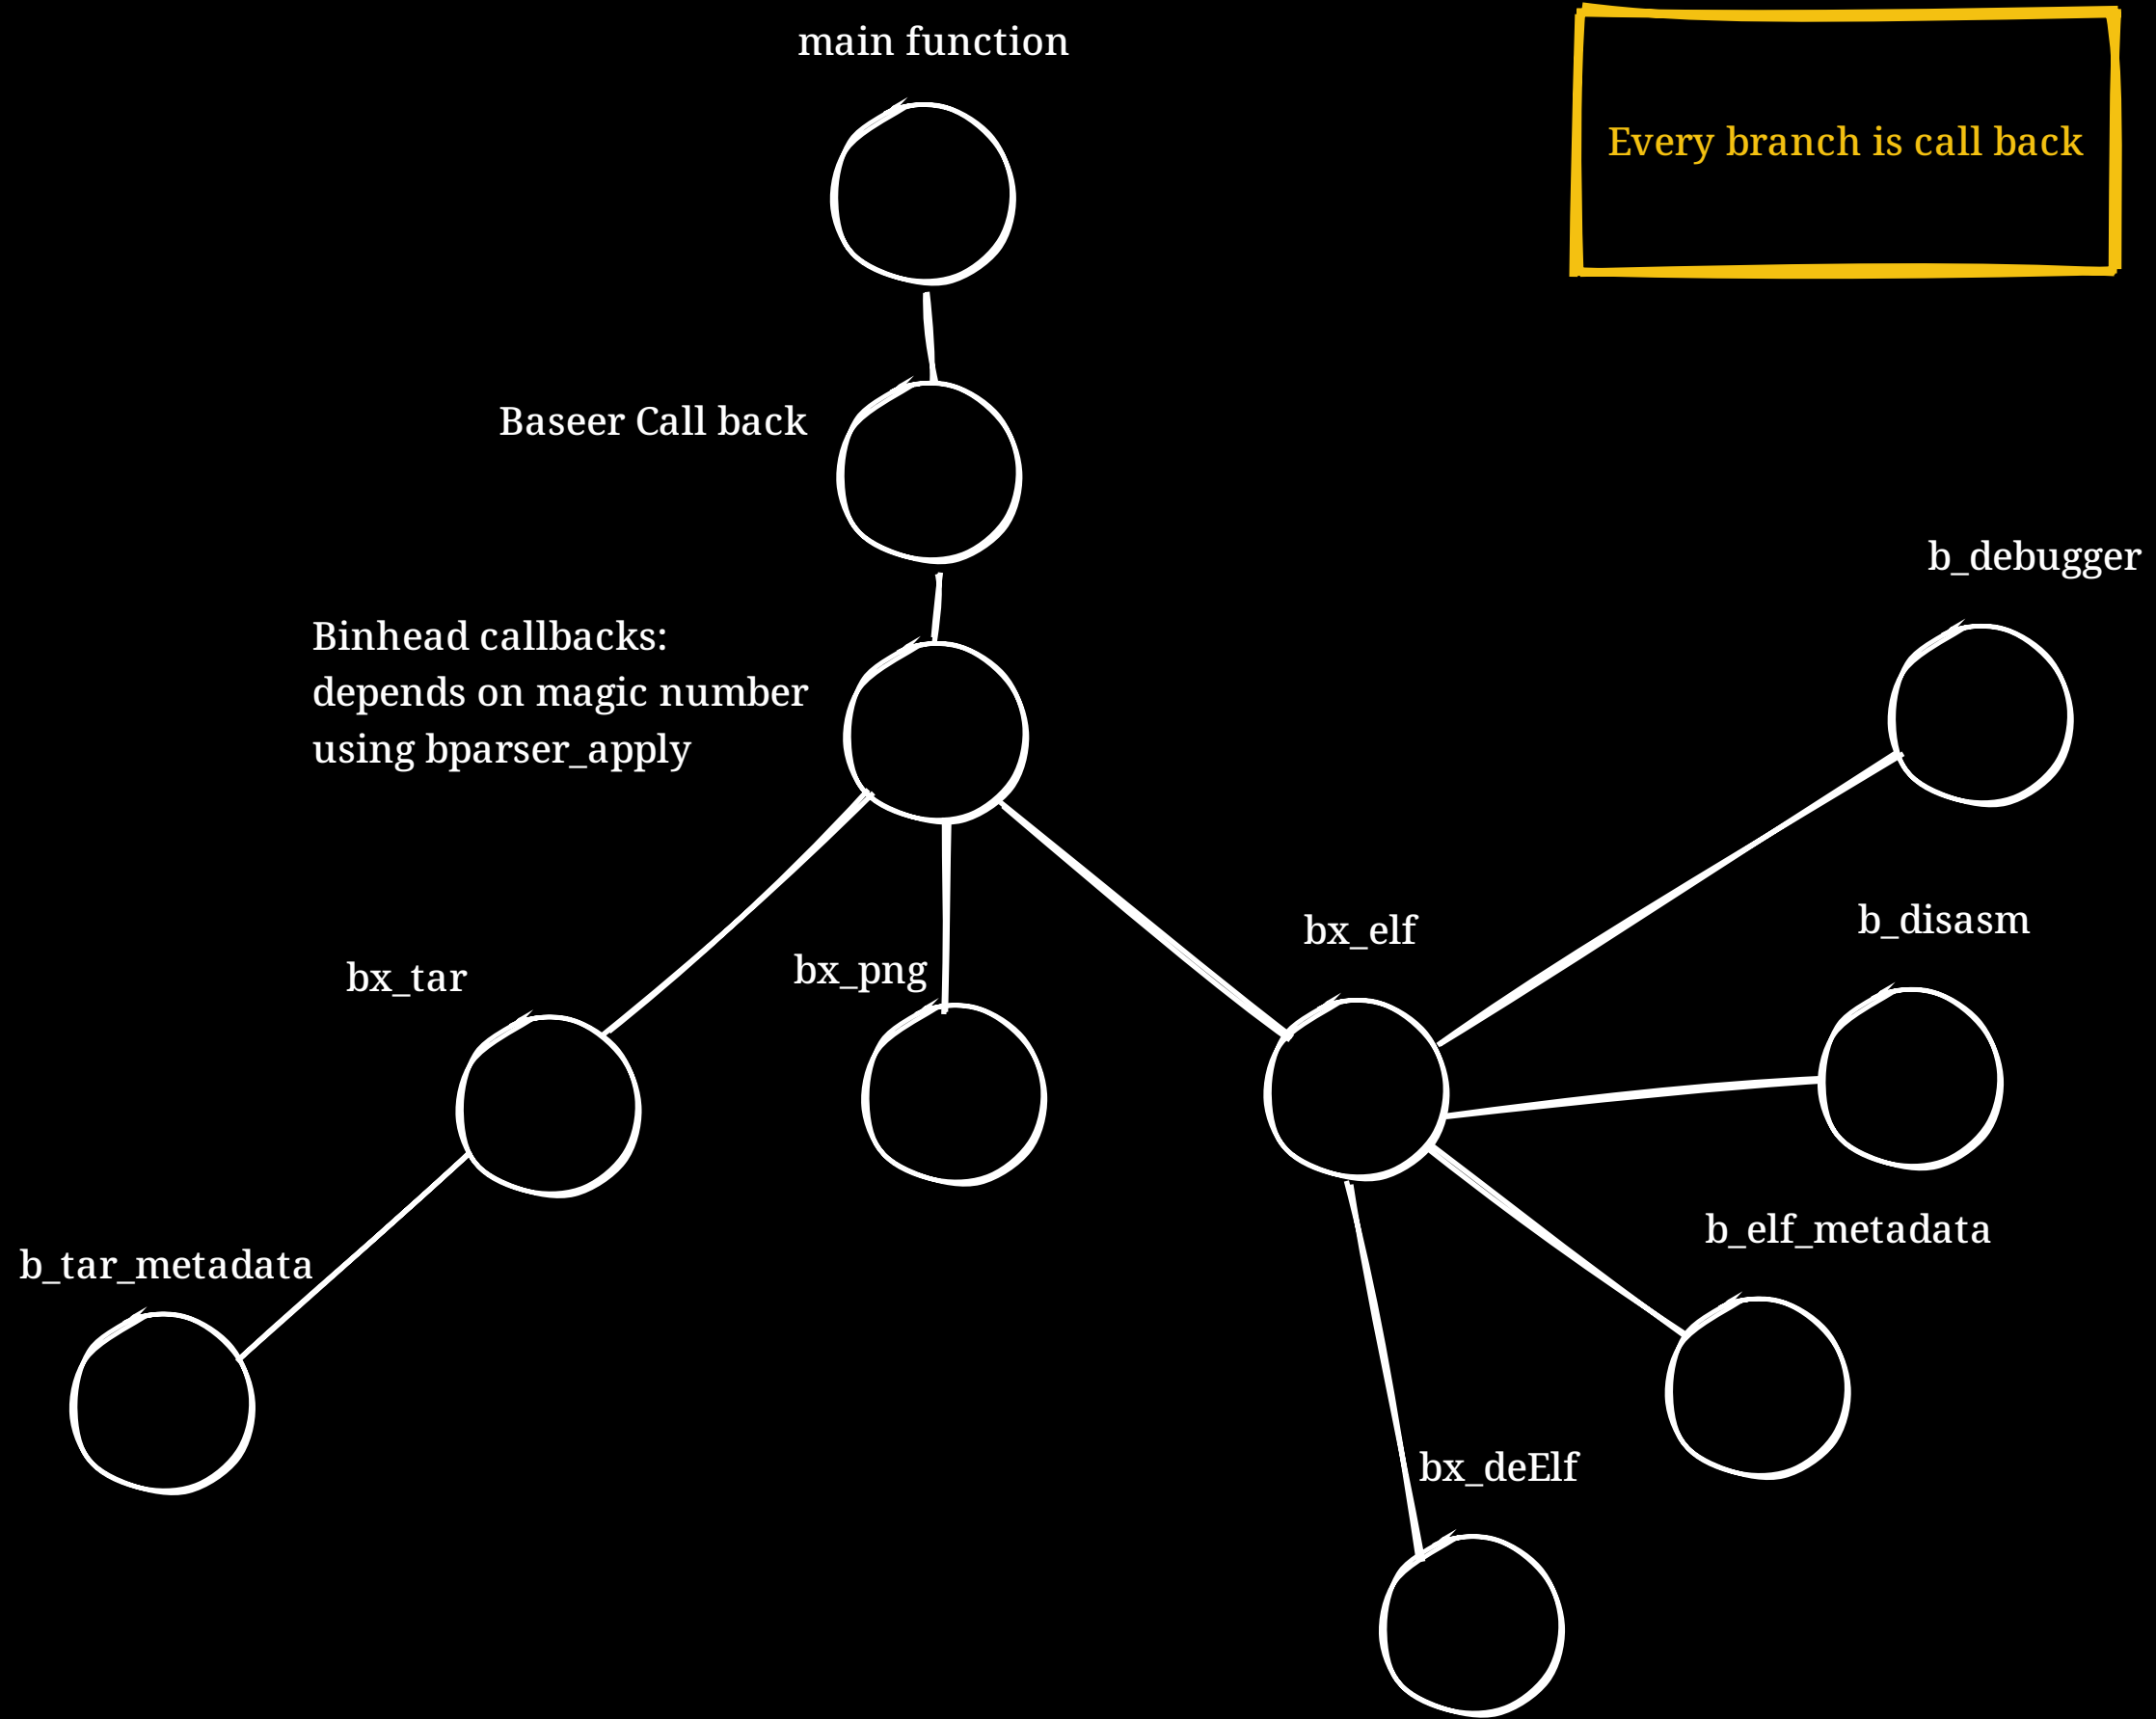 main function
Every branch is call back
Baseer Call back
b_debugger
Binhead callbacks:
depends on magic number
using bparser_apply
b_disasm
bx_elf
bx_tar
bx_png
b_elf_metadata
b_tar_metadata
bx_deElf